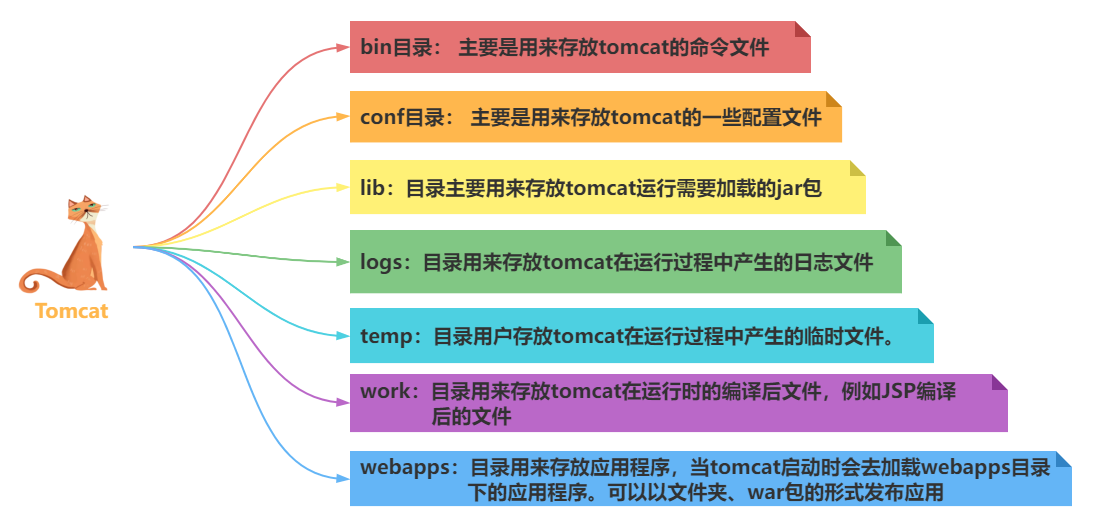 bin目录： 主要是用来存放tomcat的命令文件
conf目录： 主要是用来存放tomcat的一些配置文件
lib：目录主要用来存放tomcat运行需要加载的jar包
logs：目录用来存放tomcat在运行过程中产生的日志文件
Tomcat
temp：目录用户存放tomcat在运行过程中产生的临时文件。
work：目录用来存放tomcat在运行时的编译后文件，例如JSP编译
后的文件
webapps：目录用来存放应用程序，当tomcat启动时会去加载webapps目录
下的应用程序。可以以文件夹、war包的形式发布应用